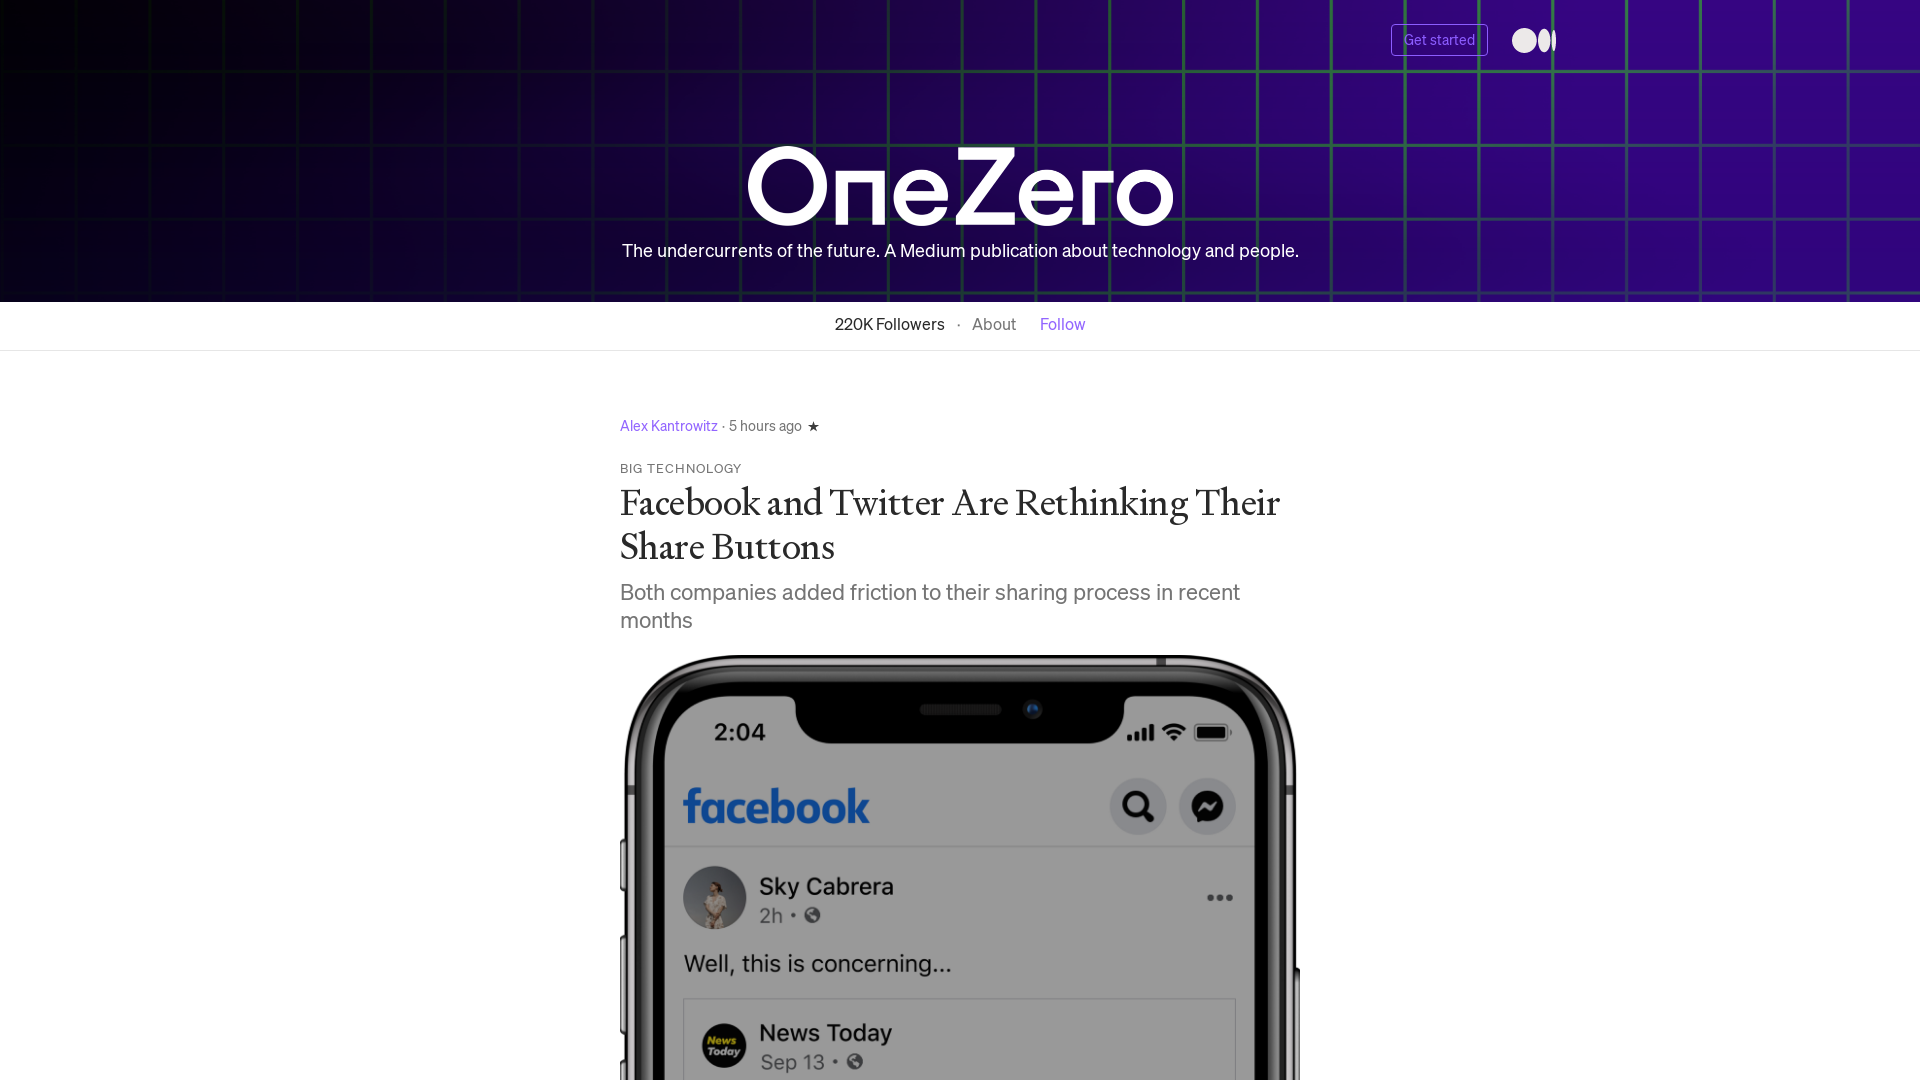 Get started
OneZero
The undercurrents of the future. A Medium publication about technology and people.
220K Followers · About Follow
Alex Kantrowitz · 5 hours ago ★
BIG TECHNOLOGY
Facebook and Twitter Are Rethinking Their
Share Buttons
Both companies added friction to their sharing process in recent
months
2:04
facebook
Sky Cabrera
2h •
Well, this is concerning...
News Today
News Today
Sep 13 •